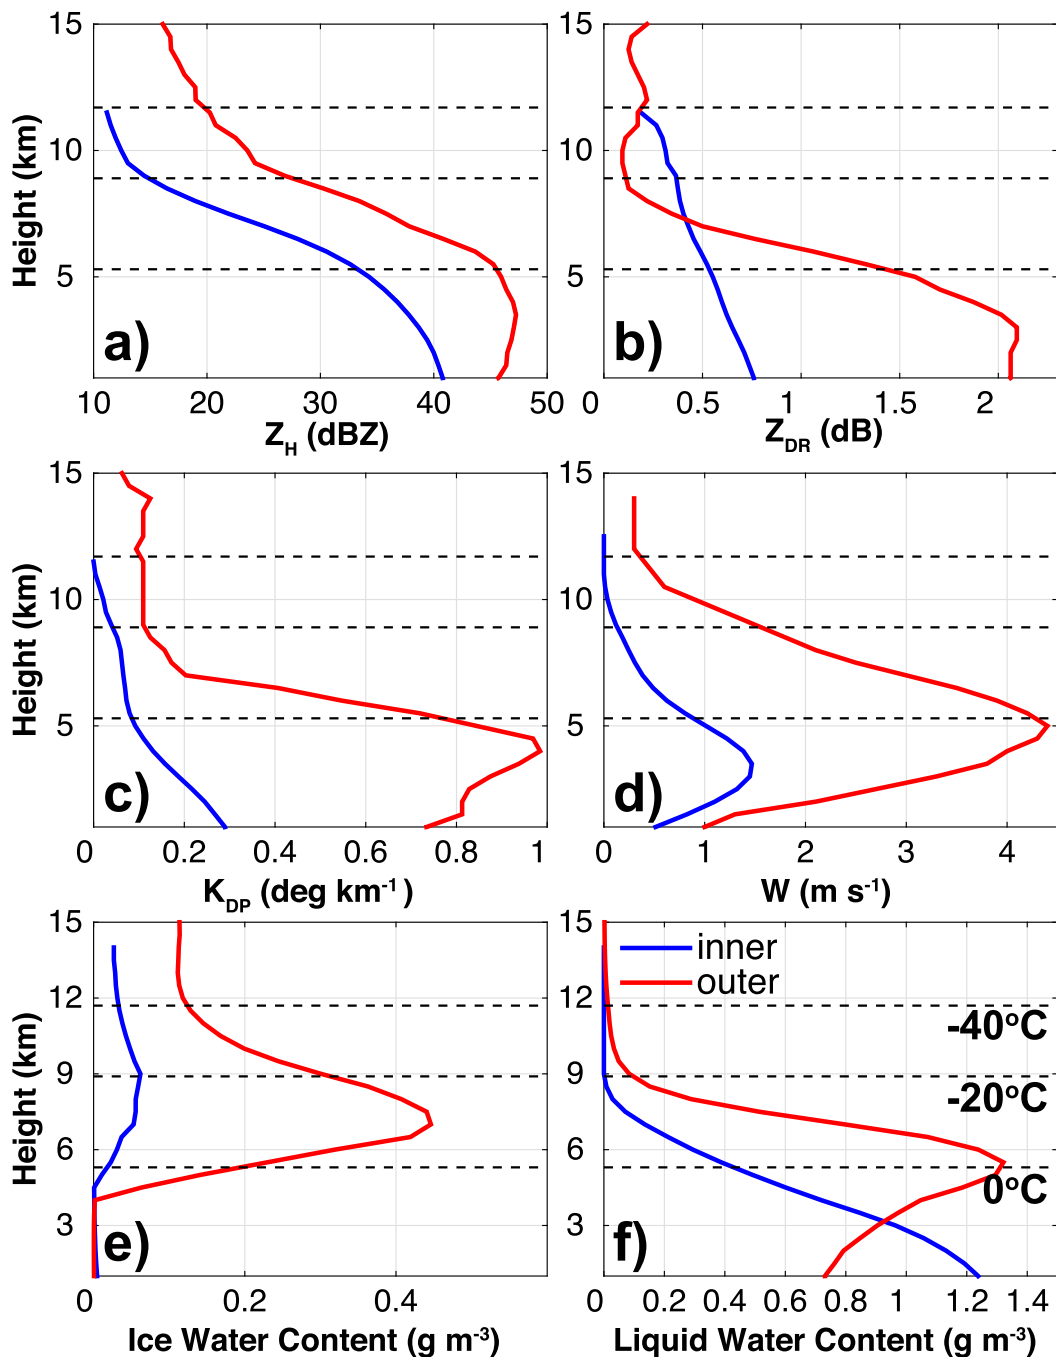 15
10
5
Height (km)
a)
10 20 30 40 50
Z_H (dBZ)
b)
0 0.5 1 1.5 2
Z_DR (dB)
15
10
5
Height (km)
c)
0 0.2 0.4 0.6 0.8 1
K_DP (deg km⁻¹)
d)
0 1 2 3 4
W (m s⁻¹)
15
10
5
15
10
5
15
12
9
6
3
Height (km)
e)
0 0.2 0.4
Ice Water Content (g m⁻³)
15
12
9
6
3
inner
outer
-40°C
-20°C
0°C
f)
0 0.2 0.4 0.6 0.8 1 1.2 1.4
Liquid Water Content (g m⁻³)